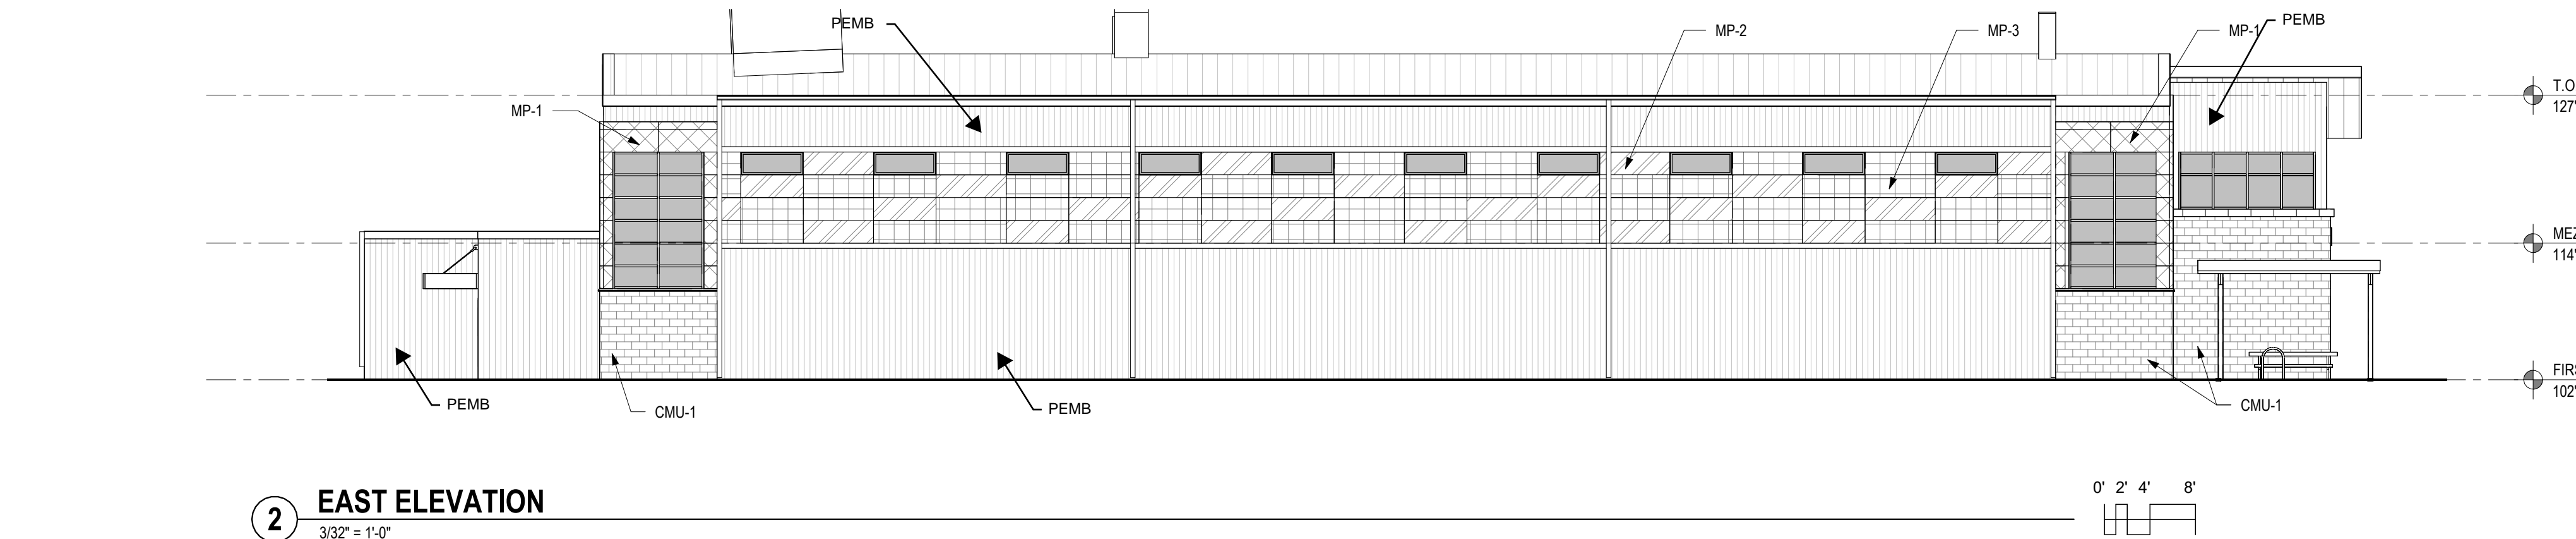 PEMB
MP-2
MP-3
MP-1
PEMB
T.O
127'
MP-1
MEZ
114'
FIRS
102'
PEMB
CMU-1
PEMB
CMU-1
2
EAST ELEVATION
3/32" = 1'-0"
0' 2' 4' 8'